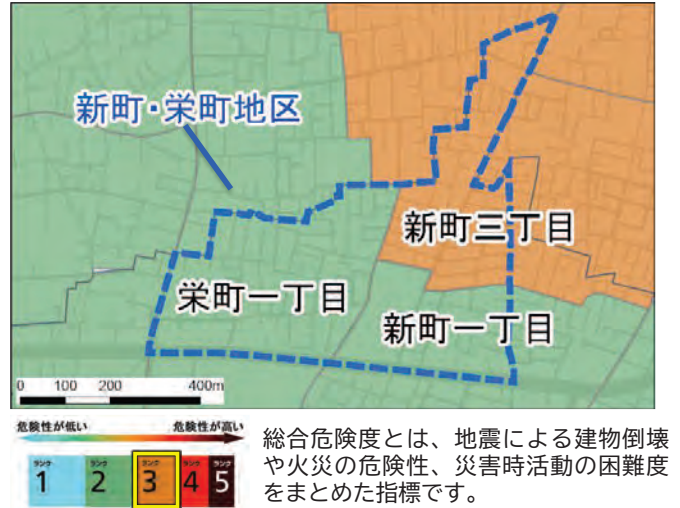 新町・栄町地区
新町三丁目
栄町一丁目
新町一丁目
0 100 200 400m
危険性が低い 危険性が高い
ランク ランク ランク ランク ランク
1 2 3 4 5
総合危険度とは、地震による建物倒壊
や火災の危険性、災害時活動の困難度
をまとめた指標です。